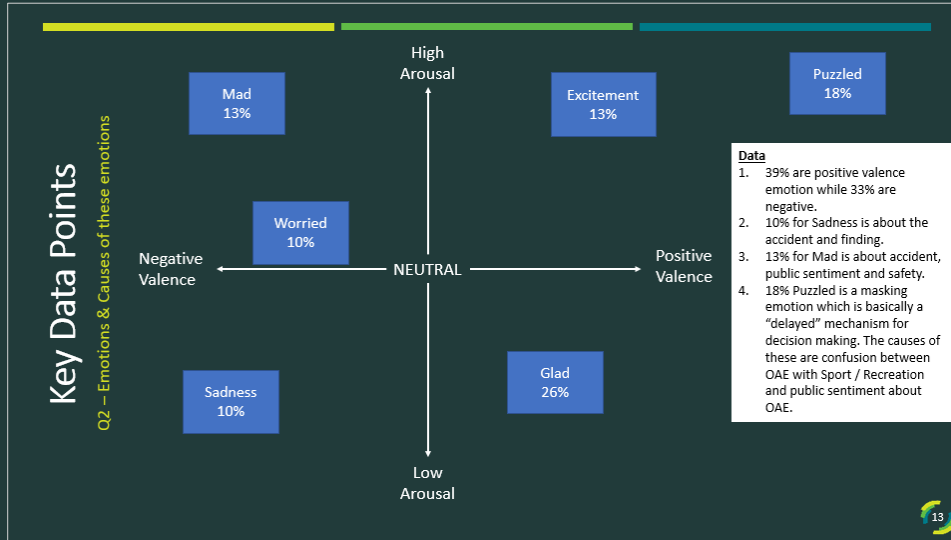 Key Data Points
Q2 – Emotions & Causes of these emotions
High
Arousal
Mad
13%
Excitement
13%
Puzzled
18%
Worried
10%
Negative
Valence
NEUTRAL
Positive
Valence
Sadness
10%
Glad
26%
Low
Arousal
Data
1. 39% are positive valence
emotion while 33% are
negative.
2. 10% for Sadness is about the
accident and finding.
3. 13% for Mad is about accident,
public sentiment and safety.
4. 18% Puzzled is a masking
emotion which is basically a
“delayed” mechanism for
decision making. The causes of
these are confusion between
OAE with Sport / Recreation
and public sentiment about
OAE.
13